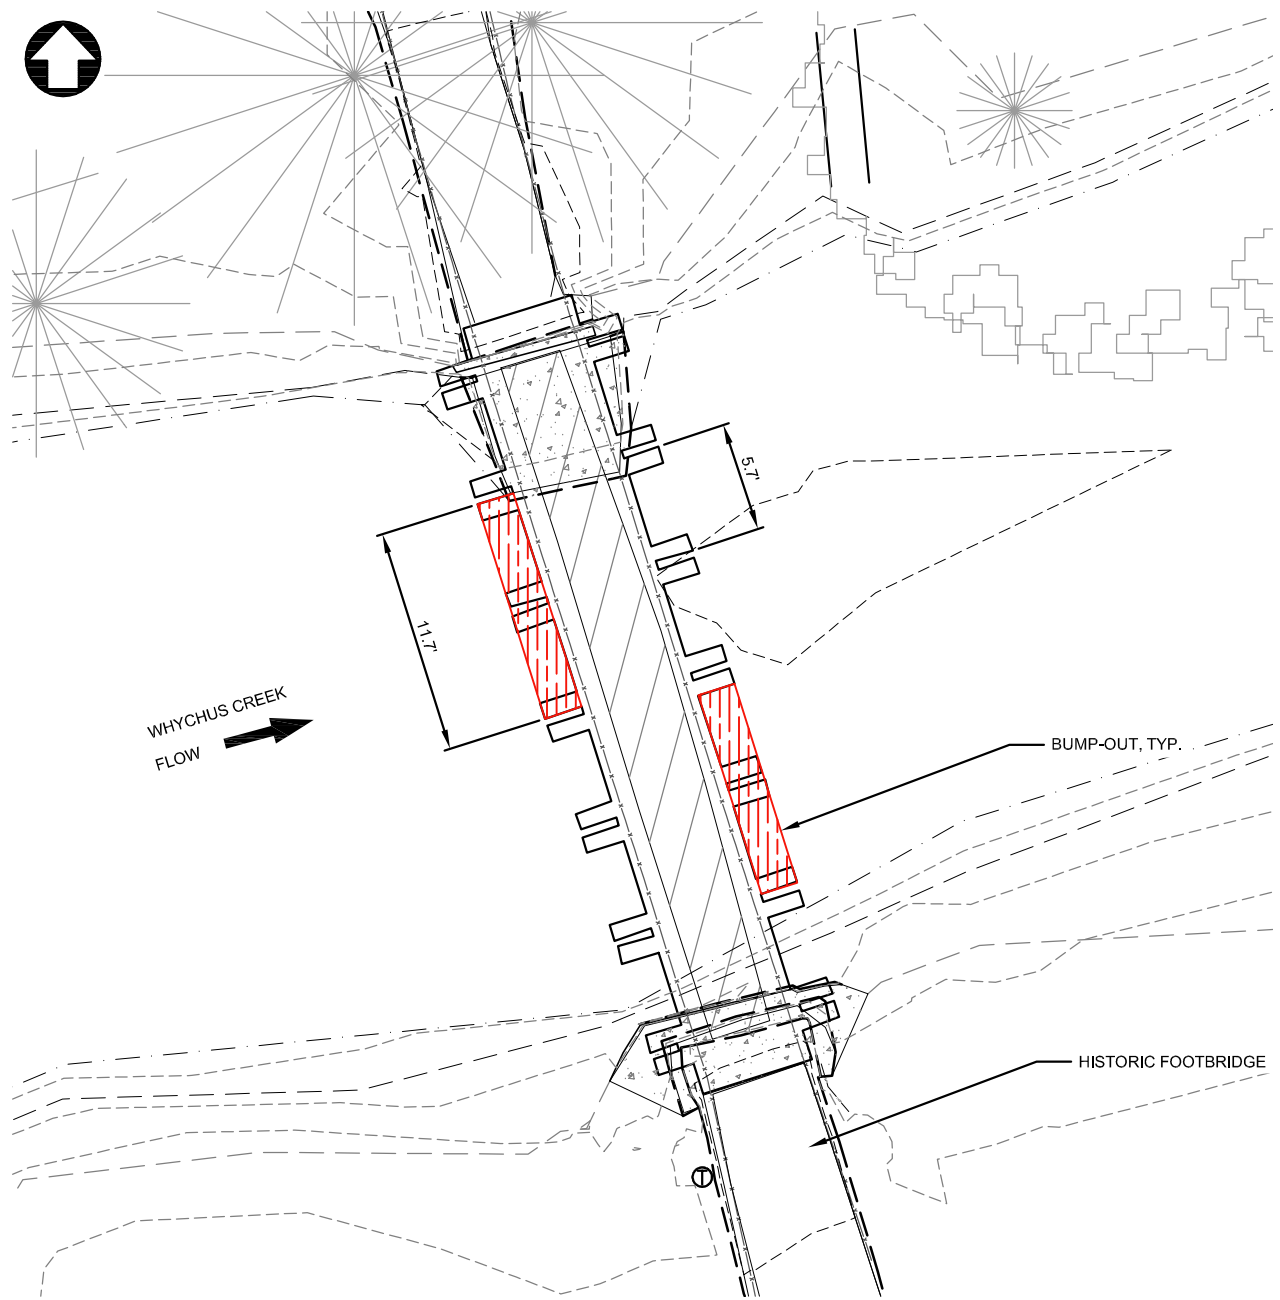 5.7'
11.7'
WHYCHUS CREEK
FLOW
BUMP-OUT, TYP.
HISTORIC FOOTBRIDGE
T